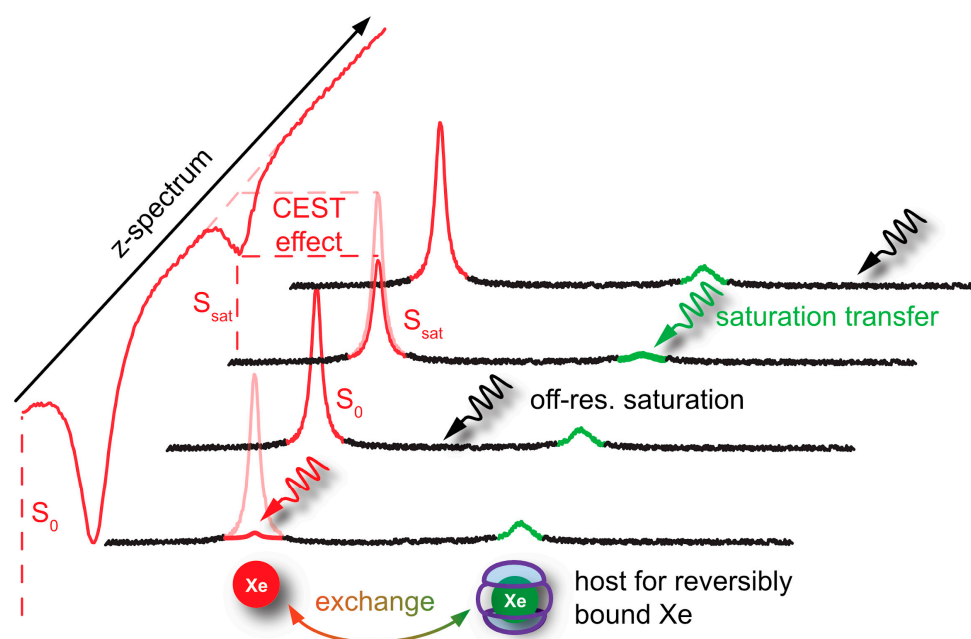 z-spectrum
CEST
effect
S_sat
S_sat
saturation transfer
S_0
off-res. saturation
S_0
Xe
exchange
Xe
host for reversibly
bound Xe